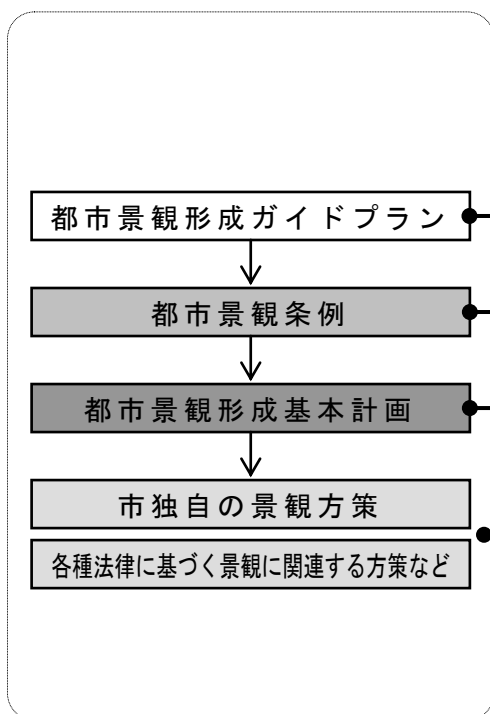 都市景観形成ガイドプラン
都市景観条例
都市景観形成基本計画
市独自の景観方策
各種法律に基づく景観に関連する方策など